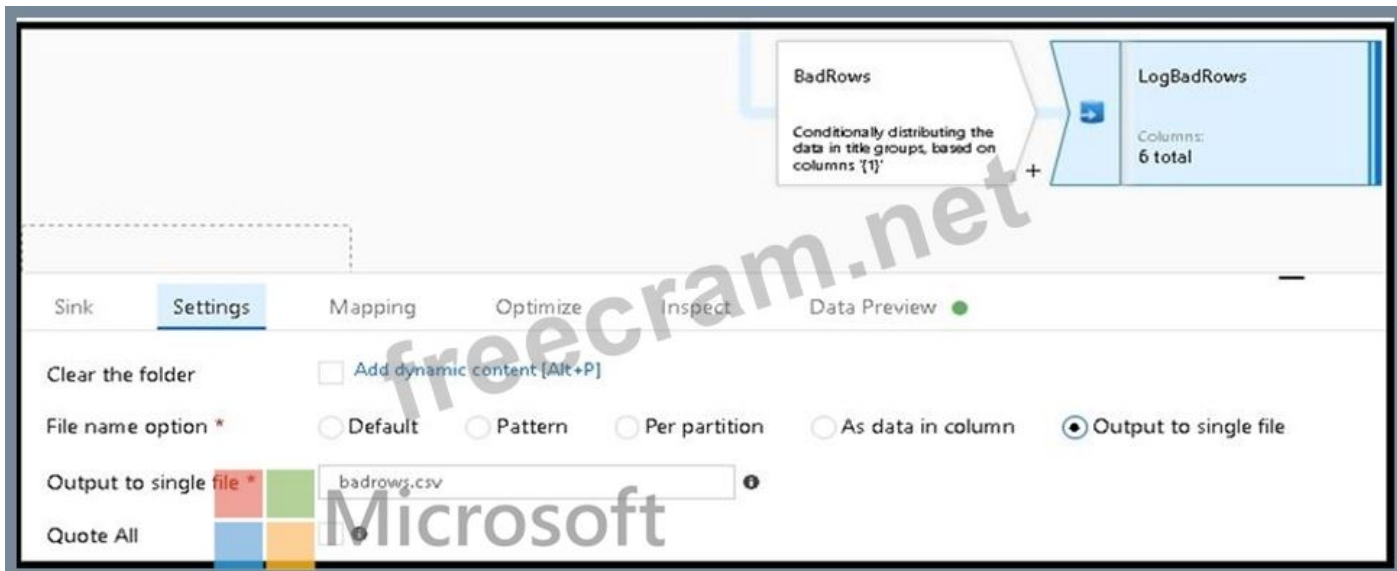 BadRows
Conditionally distributing the
data in title groups, based on
columns '{1}'
+
LogBadRows
Columns:
6 total
freecram.net
Sink Settings Mapping Optimize Inspect Data Preview
Clear the folder Add dynamic content [Alt+P]
File name option * Default Pattern Per partition As data in column Output to single file
Output to single file * badrows.csv
Quote All
Microsoft